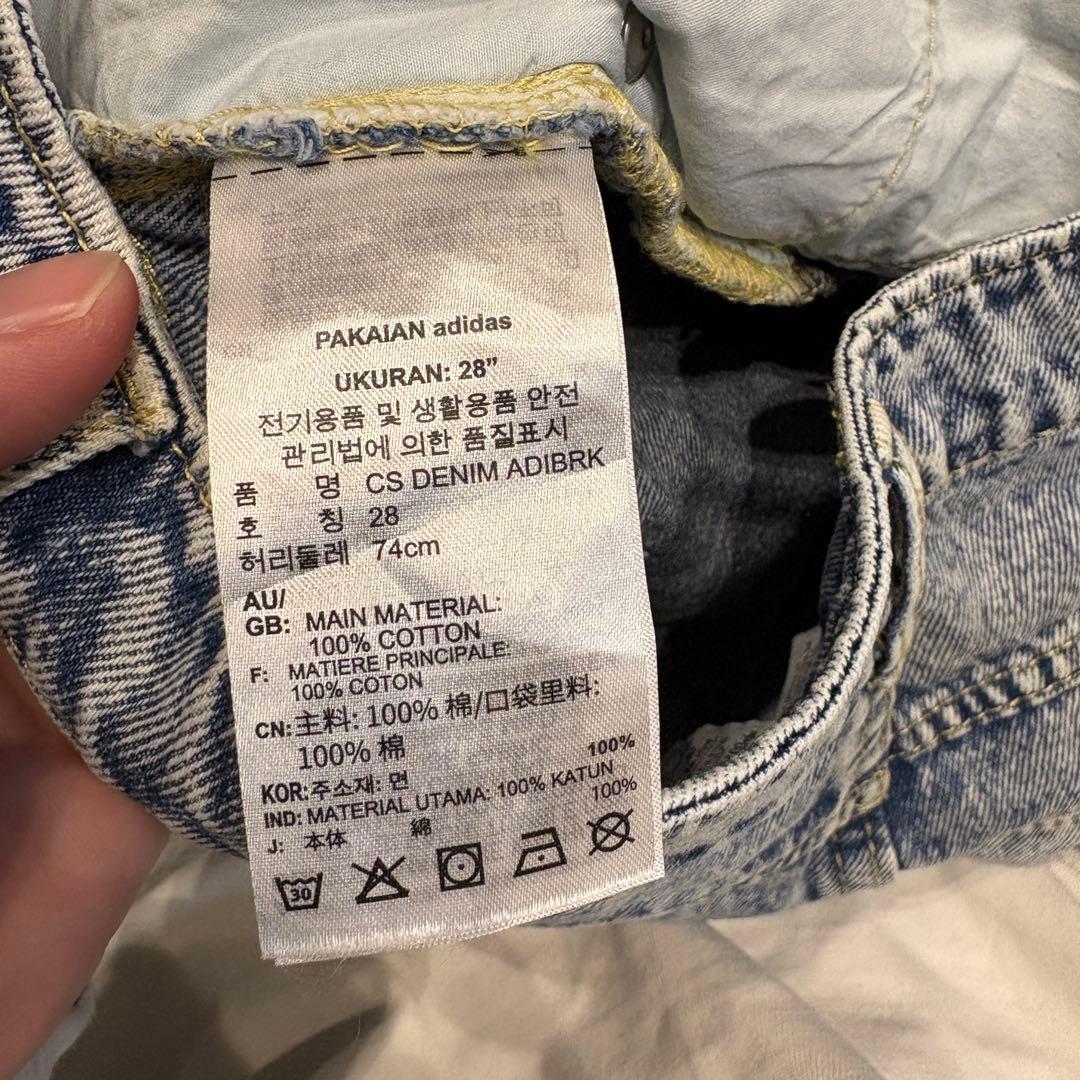 PAKAIAN adidas
UKURAN: 28"
전기용품 및 생활용품 안전
관리법에 의한 품질표시
품 명 CS DENIM ADIBRK
호 칭 28
허리둘레 74cm
AU/
GB: MAIN MATERIAL:
100% COTTON
F: MATIERE PRINCIPALE:
100% COTON
CN: 主料: 100% 棉/口袋里料:
100% 棉
KOR: 주소재: 면 100%
IND: MATERIAL UTAMA: 100% KATUN
J: 本体 綿 100%
30